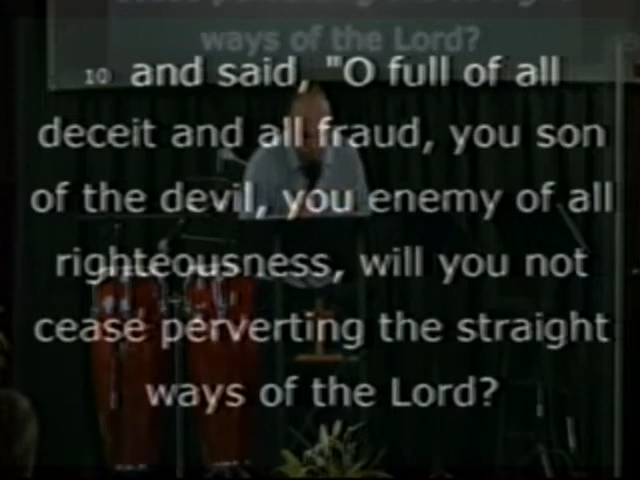 ways of the Lord?
10 and said, "O full of all
deceit and all fraud, you son
of the devil, you enemy of all
righteousness, will you not
cease perverting the straight
ways of the Lord?